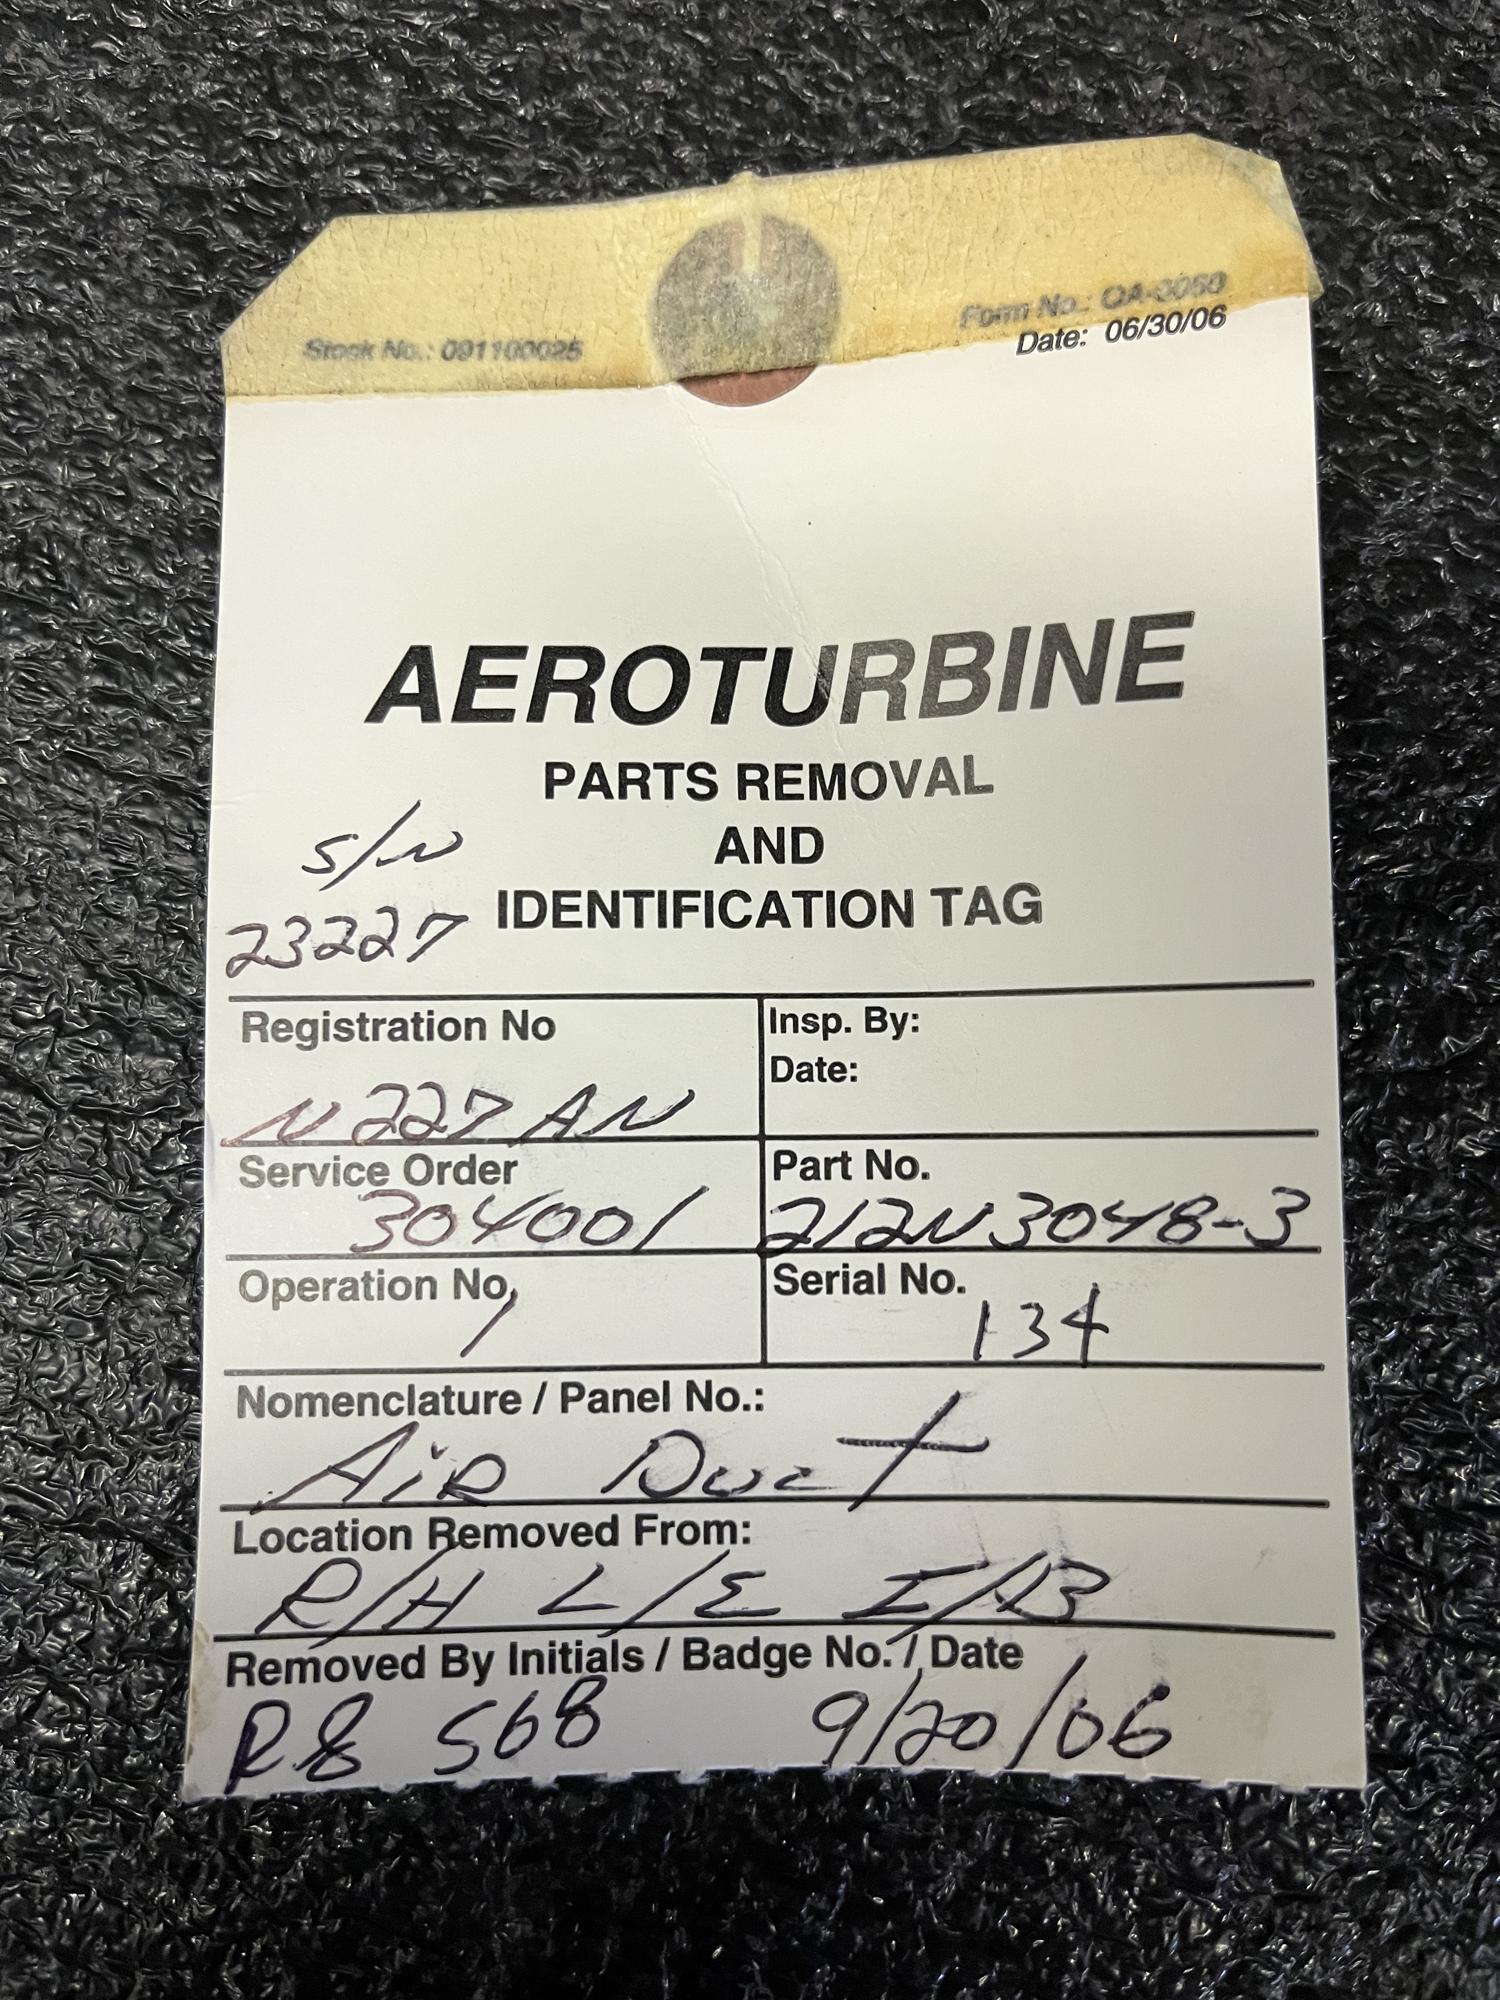 Stock No.: 091100025
Form No.: QA-3060
Date: 06/30/06
AEROTURBINE
PARTS REMOVAL
AND
IDENTIFICATION TAG
S/N
23227
Registration No
N227AN
Insp. By:
Date:
Service Order
304001
Part No.
212N3048-3
Operation No.
1
Serial No.
134
Nomenclature / Panel No.:
AiR DucT
Location Removed From:
R/H L/E I/B
Removed By Initials / Badge No. / Date
568 9/20/06